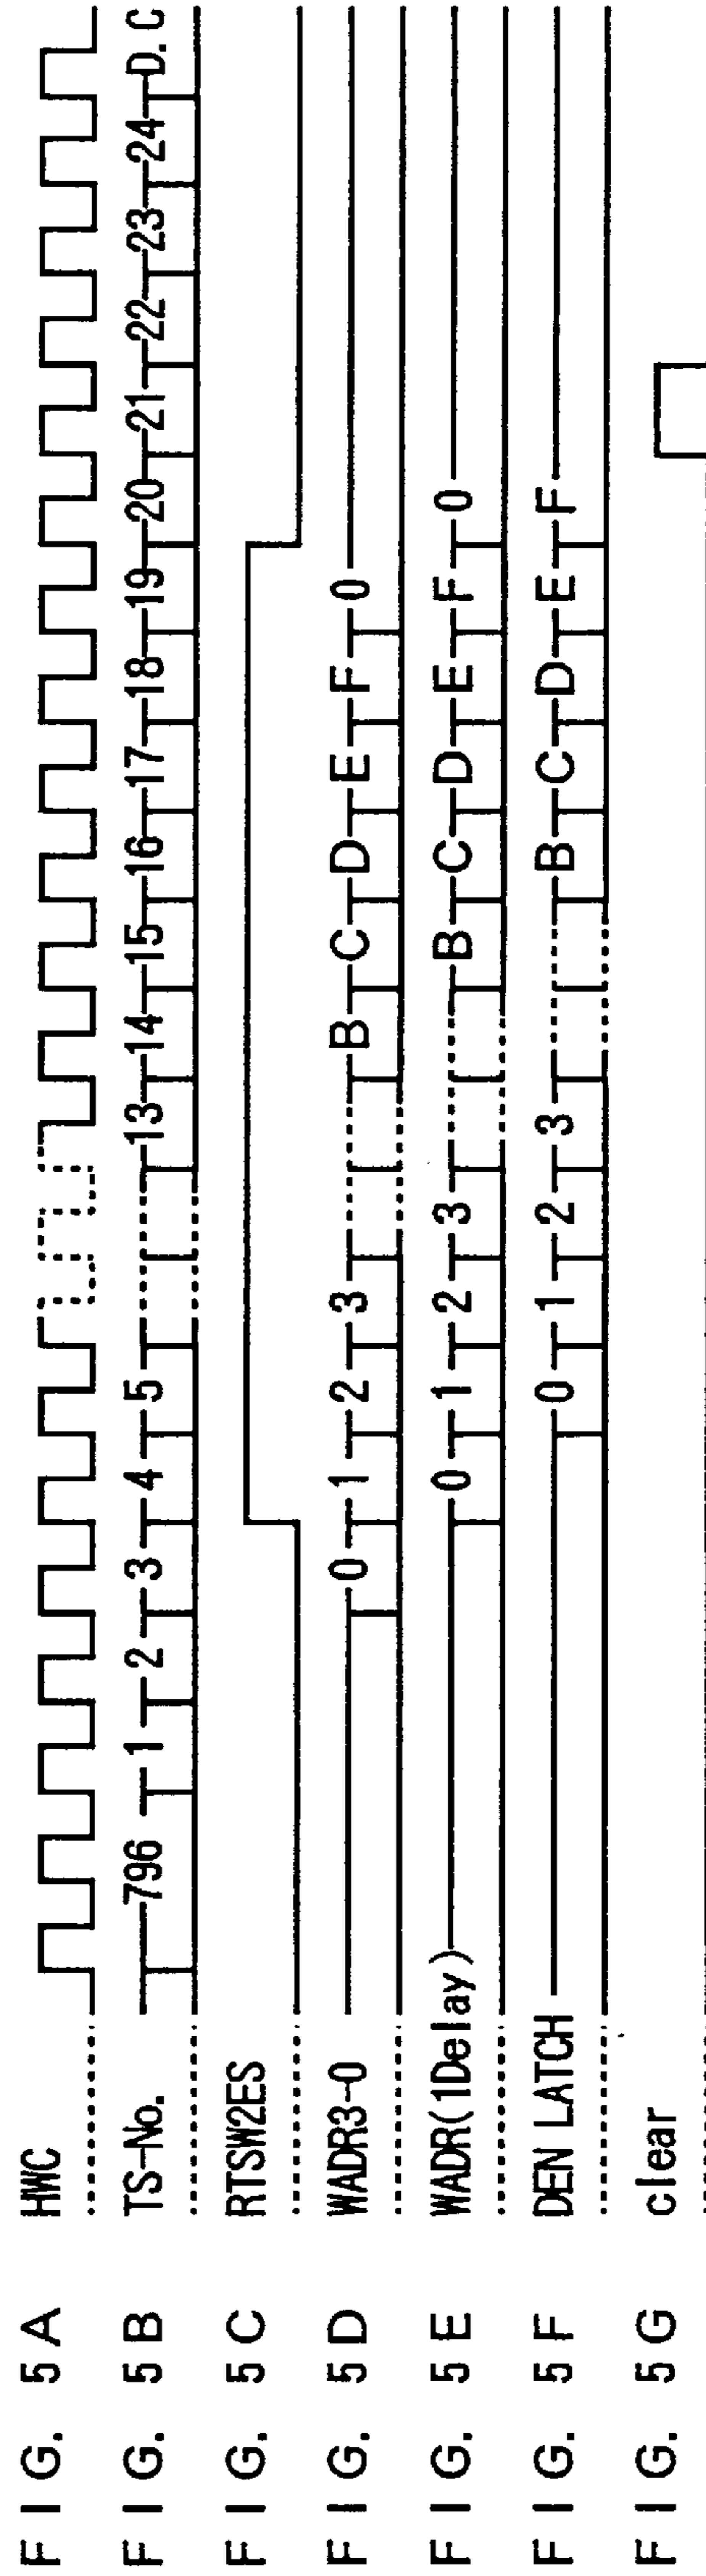 FIG. 5A HWC
FIG. 5B TS-No. 796 1 2 3 4 5 13 14 15 16 17 18 19 20 21 22 23 24 D.C
FIG. 5C RTSW2ES
FIG. 5D WADR3-0 0 1 2 3 B C D E F 0
FIG. 5E WADR(1Delay) 0 1 2 3 B C D E F 0
FIG. 5F DEN LATCH 0 1 2 3 B C D E F
FIG. 5G clear